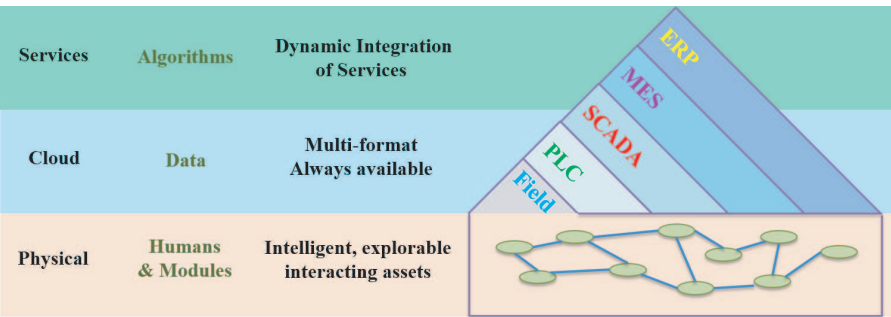 Services
Algorithms
Dynamic Integration
of Services
Cloud
Data
Multi-format
Always available
Physical
Humans
& Modules
Intelligent, explorable
interacting assets
ERP
MES
SCADA
PLC
Field